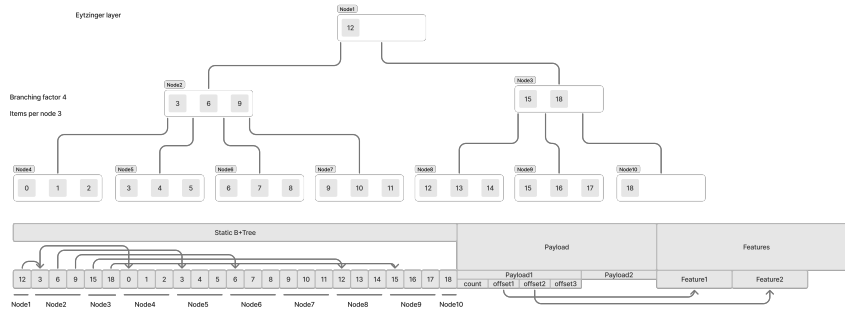 Eytzinger layer
Node1
12
Node2
Node3
Branching factor 4
3 6 9
15 18
Items per node 3
Node4 Node5 Node6 Node7 Node8 Node9 Node10
0 1 2 3 4 5 6 7 8 9 10 11 12 13 14 15 16 17 18
Static B+Tree
Payload
Features
12 3 6 9 15 18 0 1 2 3 4 5 6 7 8 9 10 11 12 13 14 15 16 17 18
Payload1 Payload2
count offset1 offset2 offset3
Feature1 Feature2
Node1 Node2 Node3 Node4 Node5 Node6 Node7 Node8 Node9 Node10